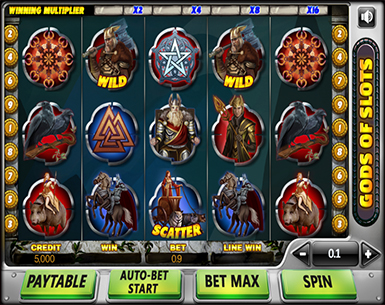 WINNING MULTIPLIER X2 X4 X8 X16
WILD WILD
SCATTER
GODS OF SLOTS
CREDIT WIN BET LINE WIN
5,000 0.9
0.1
PAYTABLE
AUTO-BET
START
BET MAX
SPIN